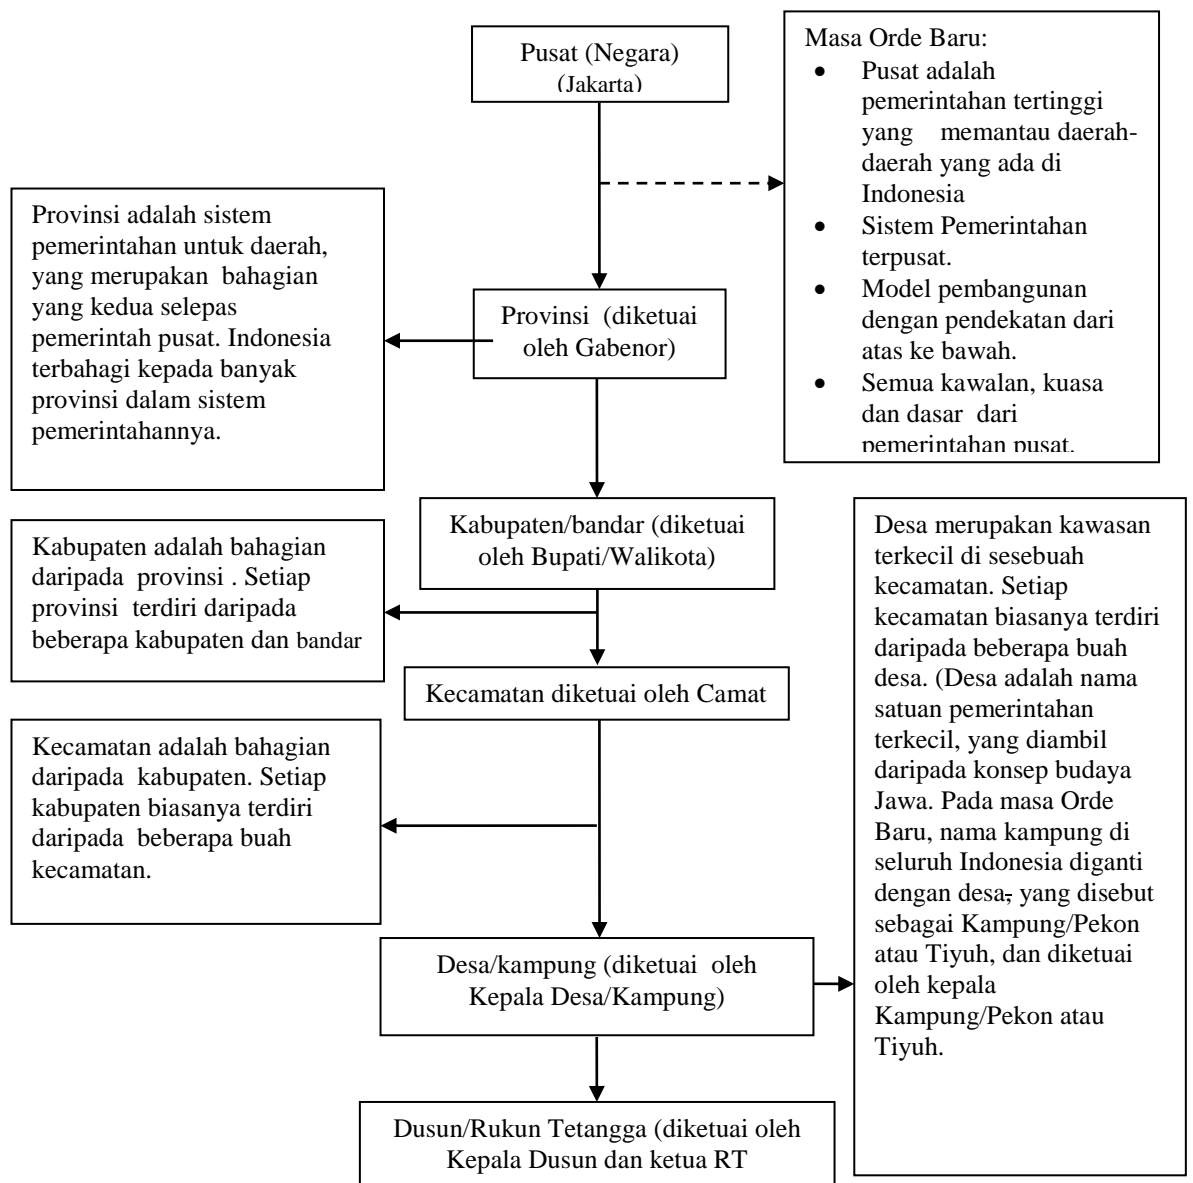 Pusat (Negara)
(Jakarta)
Masa Orde Baru:
• Pusat adalah
pemerintahan tertinggi
yang memantau daerah-
daerah yang ada di
Indonesia
• Sistem Pemerintahan
terpusat.
• Model pembangunan
dengan pendekatan dari
atas ke bawah.
• Semua kawalan, kuasa
dan dasar dari
pemerintahan pusat.
Provinsi adalah sistem
pemerintahan untuk daerah,
yang merupakan bahagian
yang kedua selepas
pemerintah pusat. Indonesia
terbahagi kepada banyak
provinsi dalam sistem
pemerintahannya.
Provinsi (diketuai
oleh Gabenor)
Kabupaten/bandar (diketuai
oleh Bupati/Walikota)
Kabupaten adalah bahagian
daripada provinsi . Setiap
provinsi terdiri daripada
beberapa kabupaten dan bandar
Kecamatan diketuai oleh Camat
Kecamatan adalah bahagian
daripada kabupaten. Setiap
kabupaten biasanya terdiri
daripada beberapa buah
kecamatan.
Desa merupakan kawasan
terkecil di sesebuah
kecamatan. Setiap
kecamatan biasanya terdiri
daripada beberapa buah
desa. (Desa adalah nama
satuan pemerintahan
terkecil, yang diambil
daripada konsep budaya
Jawa. Pada masa Orde
Baru, nama kampung di
seluruh Indonesia diganti
dengan desa, yang disebut
sebagai Kampung/Pekon
atau Tiyuh, dan diketuai
oleh kepala
Kampung/Pekon atau
Tiyuh.
Desa/kampung (diketuai oleh
Kepala Desa/Kampung)
Dusun/Rukun Tetangga (diketuai oleh
Kepala Dusun dan ketua RT